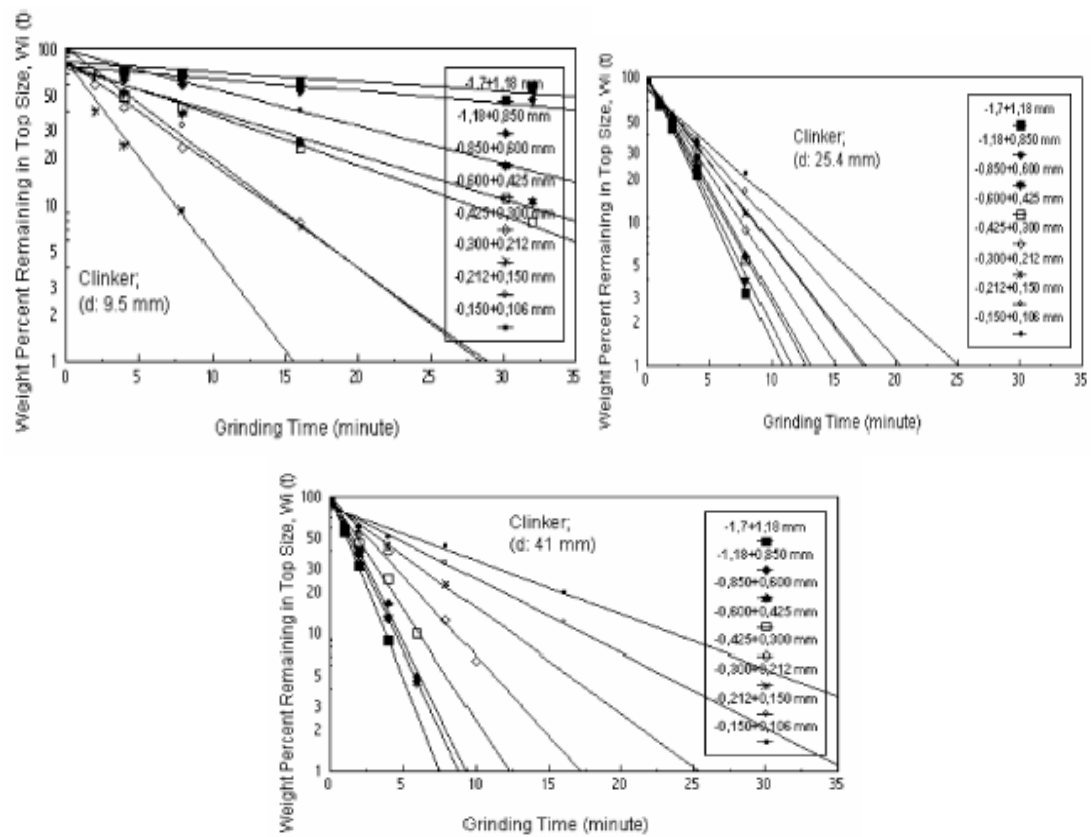 Weight Percent Remaining in Top Size, Wi (t)
100
50
30
20
10
5
3
2
1
Clinker;
(d: 9.5 mm)
-1,7+1,18 mm
-1,18+0,850 mm
-0,850+0,600 mm
-0,600+0,425 mm
-0,425+0,300 mm
-0,300+0,212 mm
-0,212+0,150 mm
-0,150+0,106 mm
0 5 10 15 20 25 30 35
Grinding Time (minute)
Weight Percent Remaining in Top Size, Wi (t)
100
50
30
20
10
5
3
2
1
Clinker;
(d: 25.4 mm)
-1,7+1,18 mm
-1,18+0,850 mm
-0,850+0,600 mm
-0,600+0,425 mm
-0,425+0,300 mm
-0,300+0,212 mm
-0,212+0,150 mm
-0,150+0,106 mm
0 5 10 15 20 25 30 35
Grinding Time (minute)
Weight Percent Remaining in Top Size, Wi (t)
100
50
30
20
10
5
3
2
1
Clinker;
(d: 41 mm)
-1,7+1,18 mm
-1,18+0,850 mm
-0,850+0,600 mm
-0,600+0,425 mm
-0,425+0,300 mm
-0,300+0,212 mm
-0,212+0,150 mm
-0,150+0,106 mm
0 5 10 15 20 25 30 35
Grinding Time (minute)